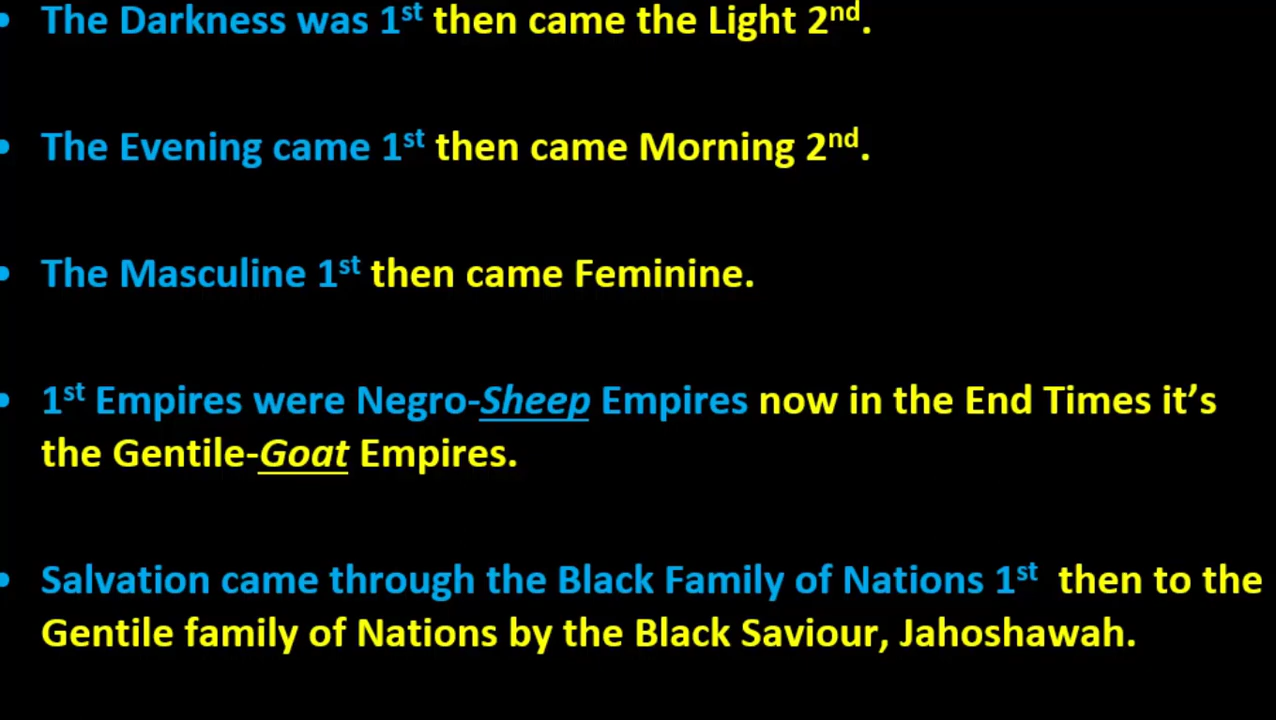 The Darkness was 1st then came the Light 2nd.
The Evening came 1st then came Morning 2nd.
The Masculine 1st then came Feminine.
1st Empires were Negro-Sheep Empires now in the End Times it’s
the Gentile-Goat Empires.
Salvation came through the Black Family of Nations 1st then to the
Gentile family of Nations by the Black Saviour, Jahoshawah.